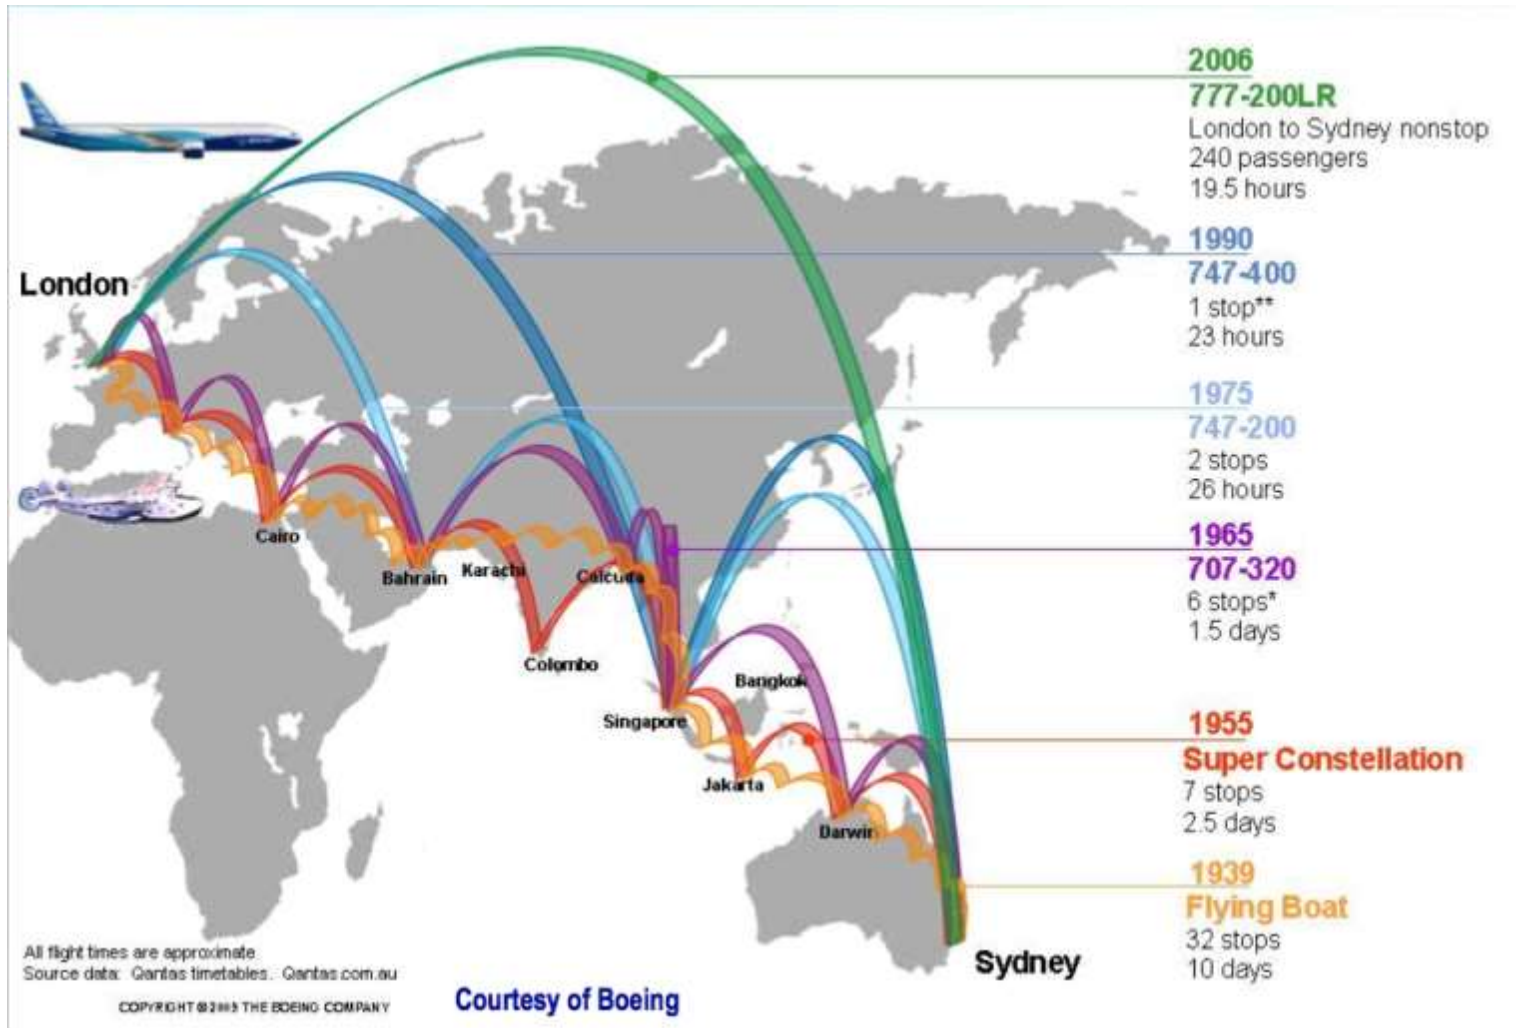 2006
777-200LR
London to Sydney nonstop
240 passengers
19.5 hours
1990
747-400
1 stop**
23 hours
London
1975
747-200
2 stops
26 hours
1965
707-320
6 stops*
1.5 days
Cairo
Bahrain
Karachi
Calcutta
Colombo
Bangkok
Singapore
Jakarta
Darwin
1955
Super Constellation
7 stops
2.5 days
1939
Flying Boat
32 stops
10 days
Sydney
All flight times are approximate
Source data: Qantas timetables. Qantas.com.au
COPYRIGHT © 2005 THE BOEING COMPANY
Courtesy of Boeing